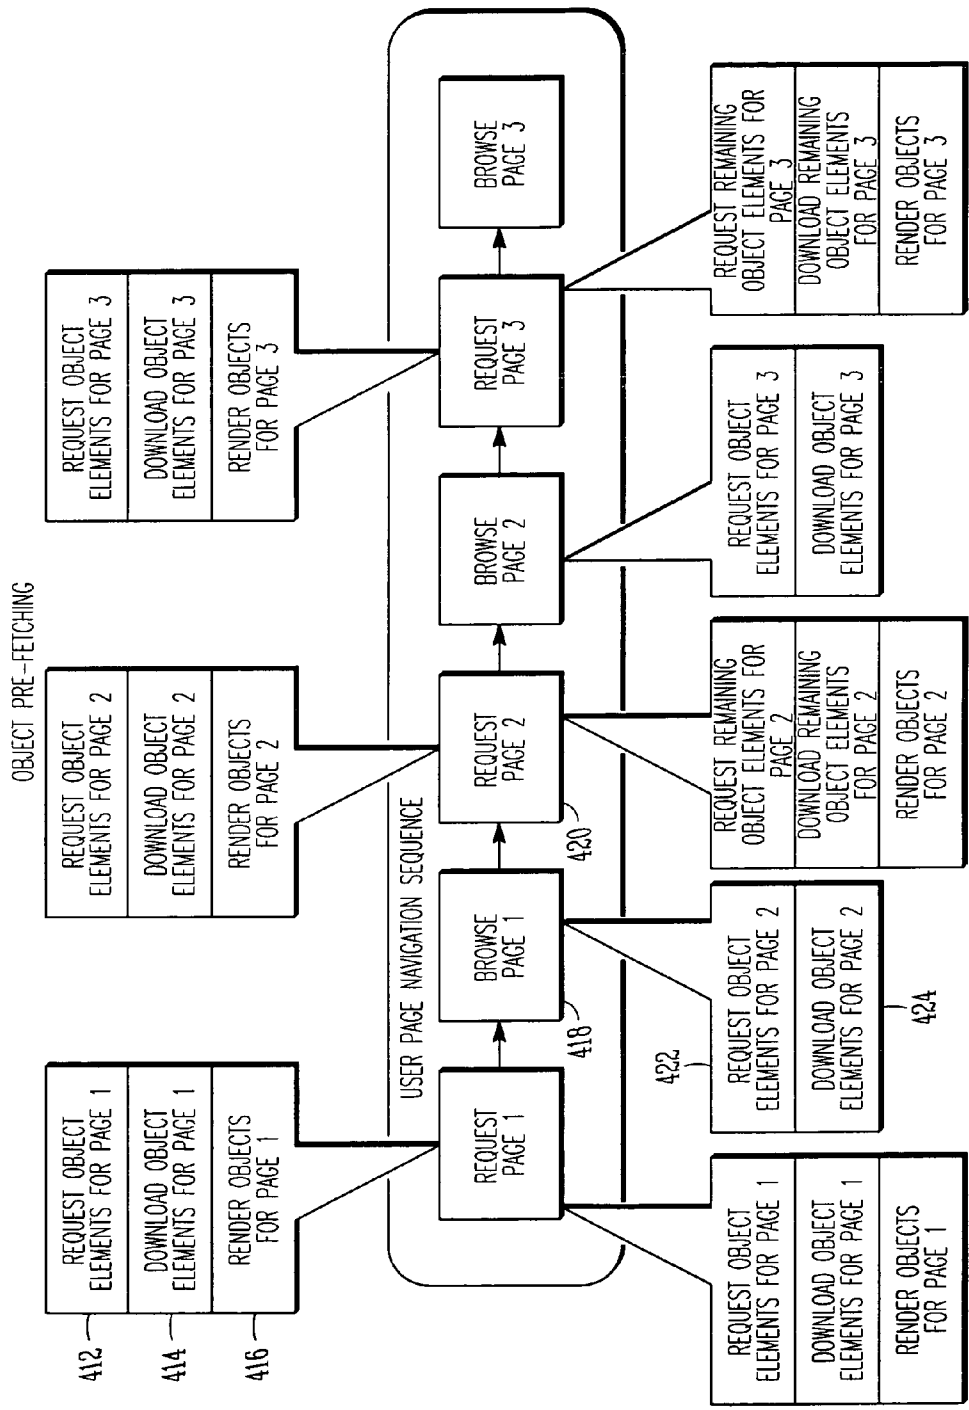 OBJECT PRE-FETCHING
412
REQUEST OBJECT
ELEMENTS FOR PAGE 1
414
DOWNLOAD OBJECT
ELEMENTS FOR PAGE 1
416
RENDER OBJECTS
FOR PAGE 1
REQUEST OBJECT
ELEMENTS FOR PAGE 2
DOWNLOAD OBJECT
ELEMENTS FOR PAGE 2
RENDER OBJECTS
FOR PAGE 2
REQUEST OBJECT
ELEMENTS FOR PAGE 3
DOWNLOAD OBJECT
ELEMENTS FOR PAGE 3
RENDER OBJECTS
FOR PAGE 3
USER PAGE NAVIGATION SEQUENCE
REQUEST
PAGE 1
BROWSE
PAGE 1
418
REQUEST
PAGE 2
420
BROWSE
PAGE 2
REQUEST
PAGE 3
BROWSE
PAGE 3
REQUEST OBJECT
ELEMENTS FOR PAGE 1
DOWNLOAD OBJECT
ELEMENTS FOR PAGE 1
RENDER OBJECTS
FOR PAGE 1
422
REQUEST OBJECT
ELEMENTS FOR PAGE 2
DOWNLOAD OBJECT
ELEMENTS FOR PAGE 2
424
REQUEST REMAINING
OBJECT ELEMENTS FOR
PAGE 2
DOWNLOAD REMAINING
OBJECT ELEMENTS
FOR PAGE 2
RENDER OBJECTS
FOR PAGE 2
REQUEST OBJECT
ELEMENTS FOR PAGE 3
DOWNLOAD OBJECT
ELEMENTS FOR PAGE 3
REQUEST REMAINING
OBJECT ELEMENTS FOR
PAGE 3
DOWNLOAD REMAINING
OBJECT ELEMENTS
FOR PAGE 3
RENDER OBJECTS
FOR PAGE 3